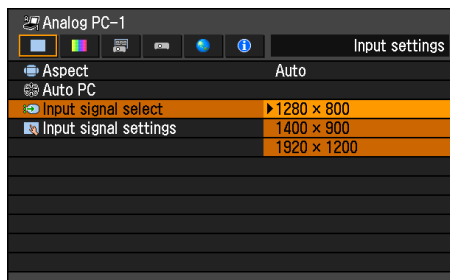 Analog PC-1
Input settings
Aspect Auto
Auto PC
Input signal select 1280 × 800
Input signal settings 1400 × 900
1920 × 1200